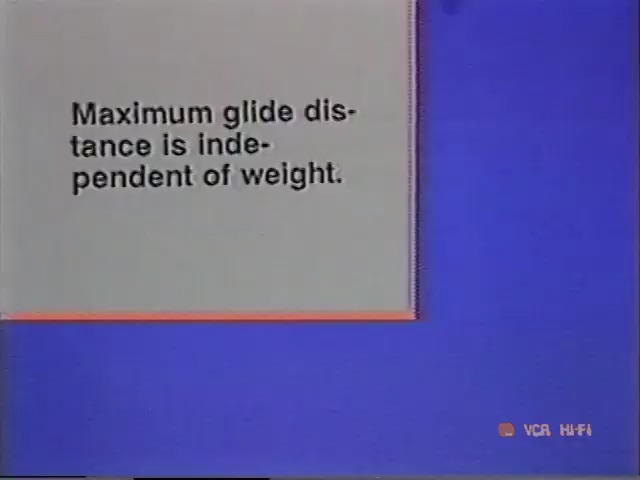 Maximum glide dis-
tance is inde-
pendent of weight.
VCR HI-FI